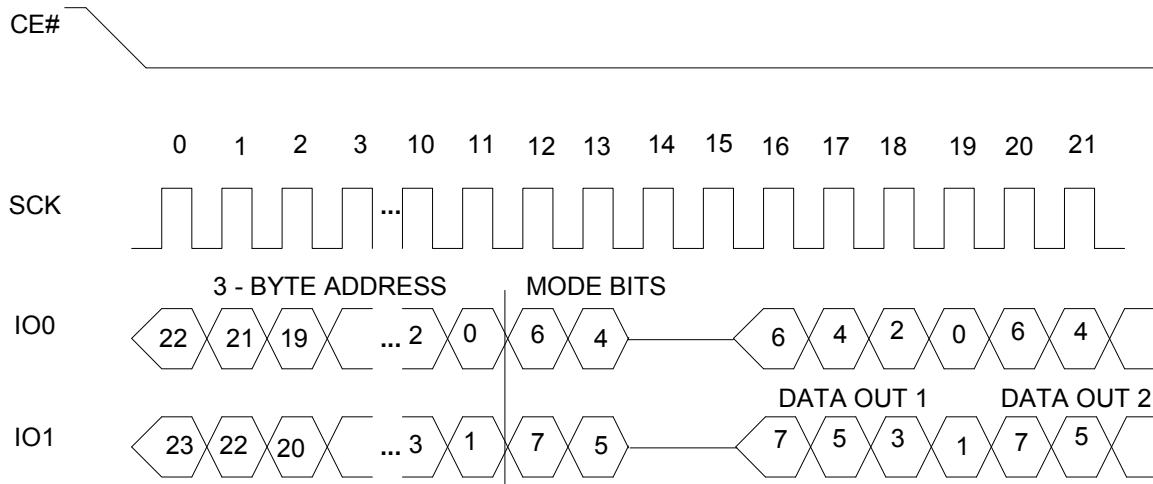 CE#
0 1 2 3 10 11 12 13 14 15 16 17 18 19 20 21
SCK
...
3 - BYTE ADDRESS MODE BITS
IO0
22 21 19 ... 2 0 6 4 6 4 2 0 6 4
DATA OUT 1 DATA OUT 2
IO1
23 22 20 ... 3 1 7 5 7 5 3 1 7 5